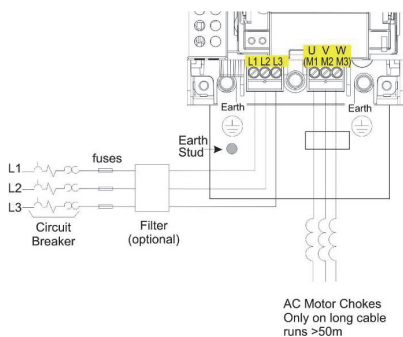 U V W
L1 L2 L3 (M1 M2 M3)
Earth Earth
Earth
Stud
L1 fuses
L2
L3
Circuit
Breaker
Filter
(optional)
AC Motor Chokes
Only on long cable
runs >50m